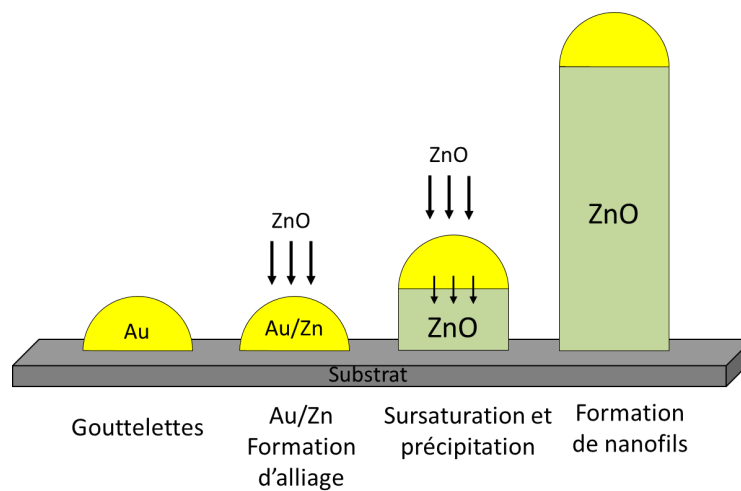 ZnO
ZnO
ZnO
ZnO
Au
Au/Zn
Substrat
Gouttelettes
Au/Zn
Formation
d'alliage
Sursaturation et
précipitation
Formation
de nanofils